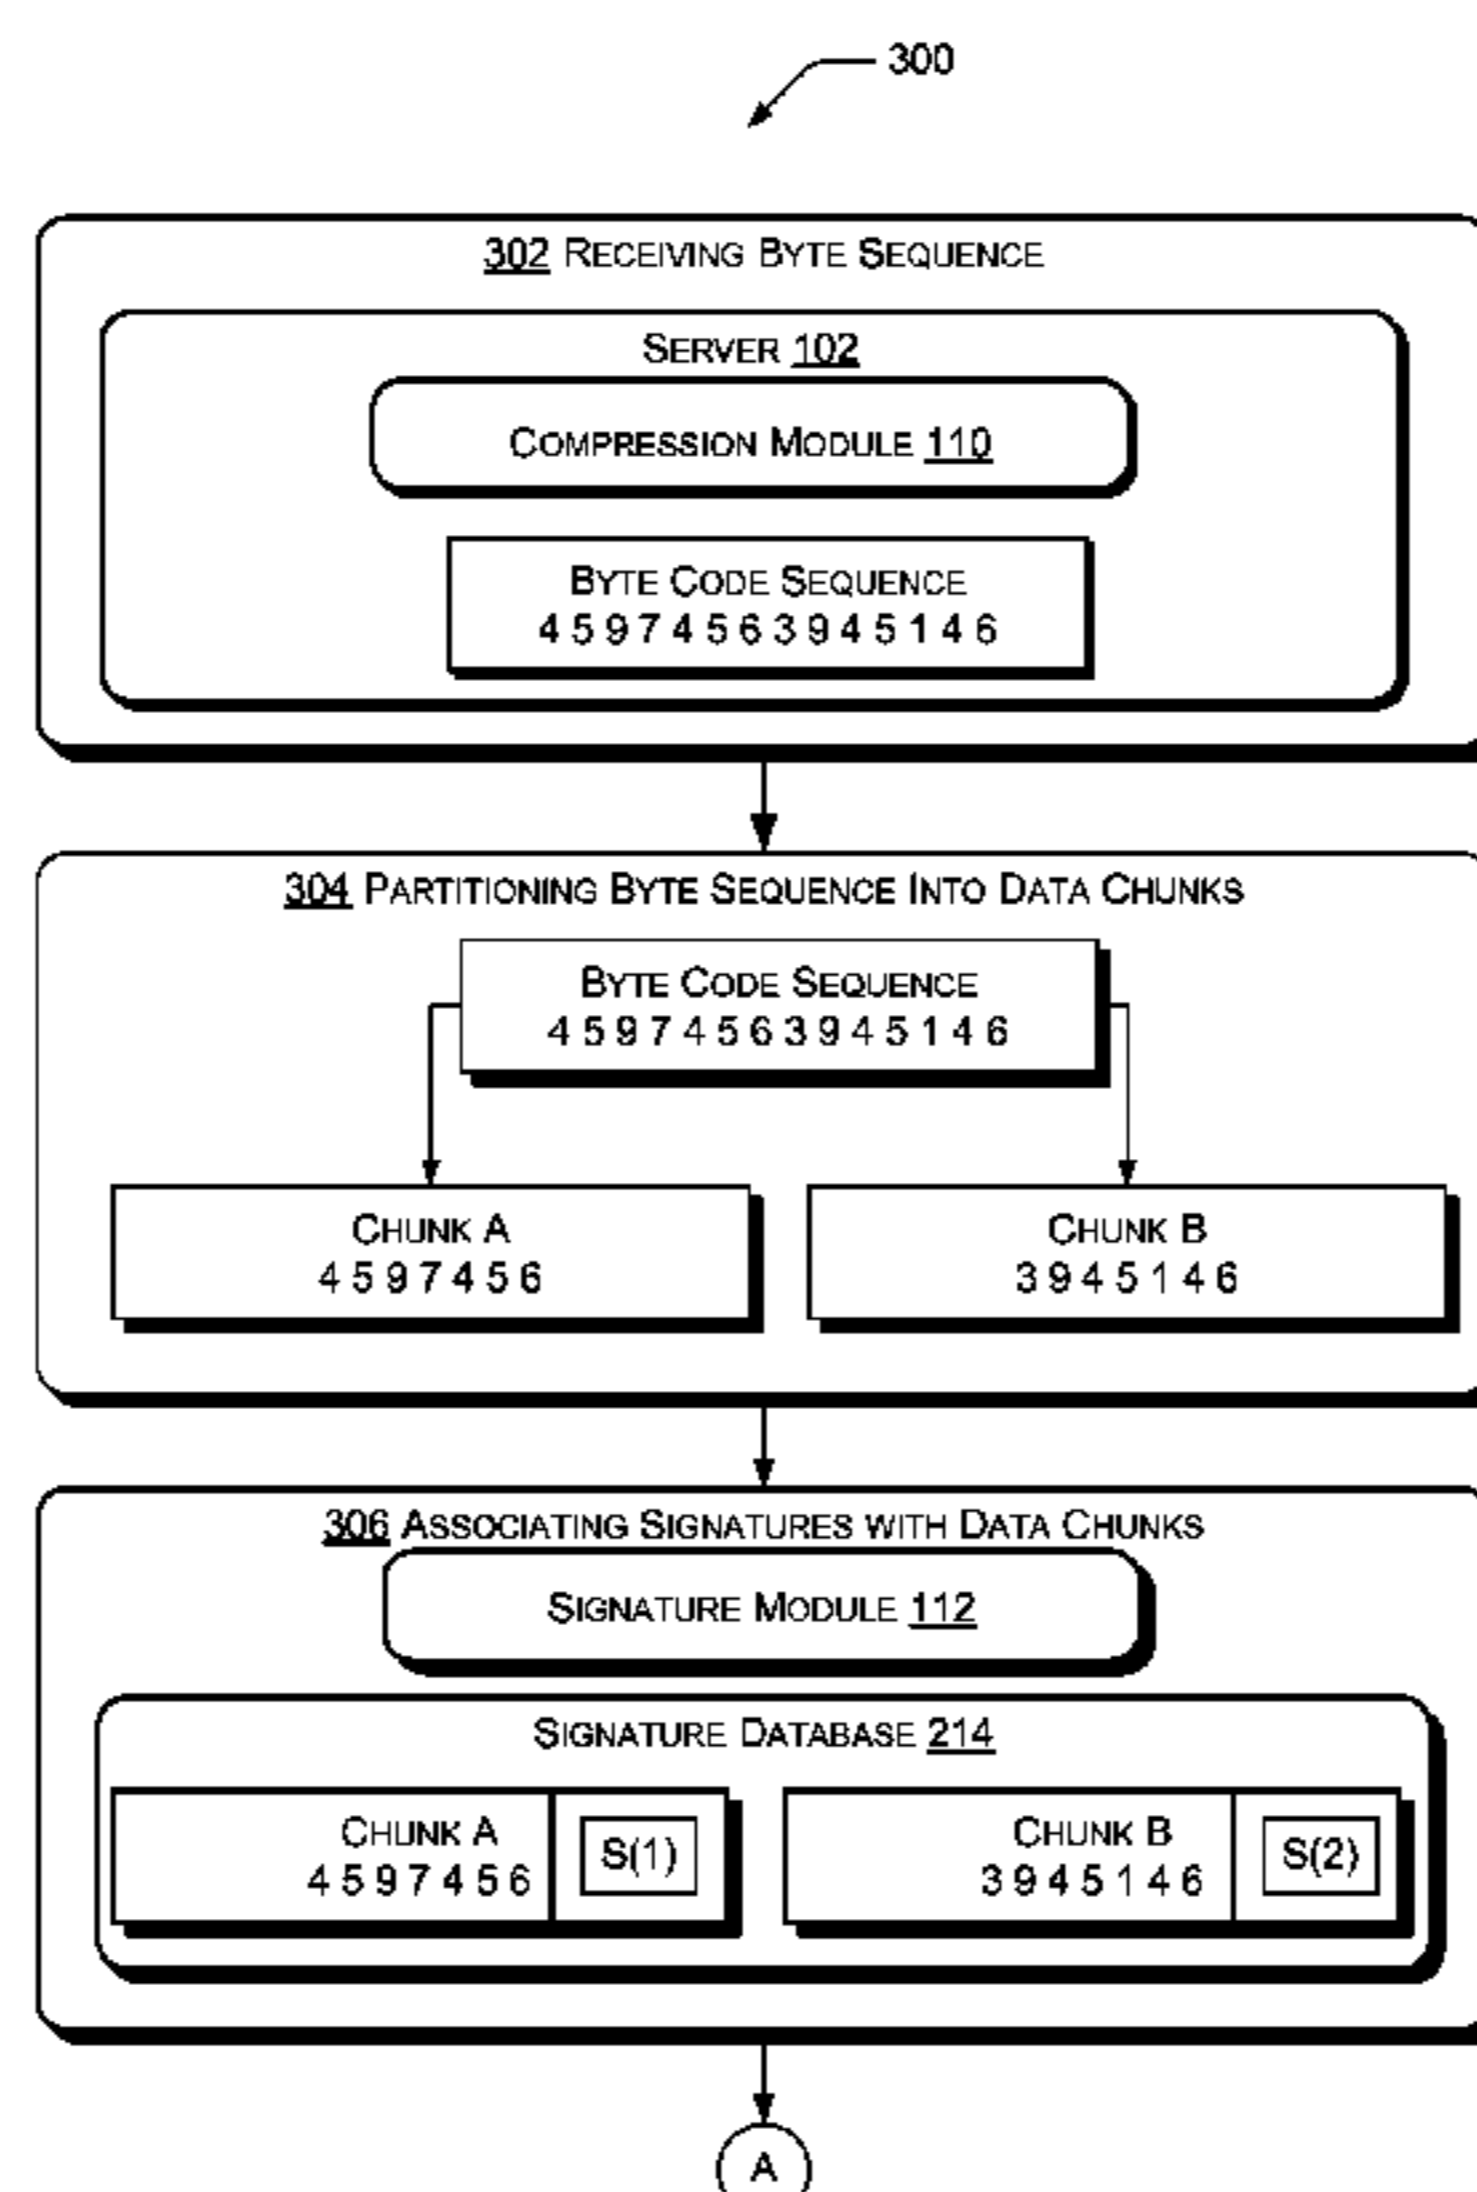 300
302 RECEIVING BYTE SEQUENCE
SERVER 102
COMPRESSION MODULE 110
BYTE CODE SEQUENCE
4 5 9 7 4 5 6 3 9 4 5 1 4 6
304 PARTITIONING BYTE SEQUENCE INTO DATA CHUNKS
BYTE CODE SEQUENCE
4 5 9 7 4 5 6 3 9 4 5 1 4 6
CHUNK A
4 5 9 7 4 5 6
CHUNK B
3 9 4 5 1 4 6
306 ASSOCIATING SIGNATURES WITH DATA CHUNKS
SIGNATURE MODULE 112
SIGNATURE DATABASE 214
CHUNK A
4 5 9 7 4 5 6
S(1)
CHUNK B
3 9 4 5 1 4 6
S(2)
A